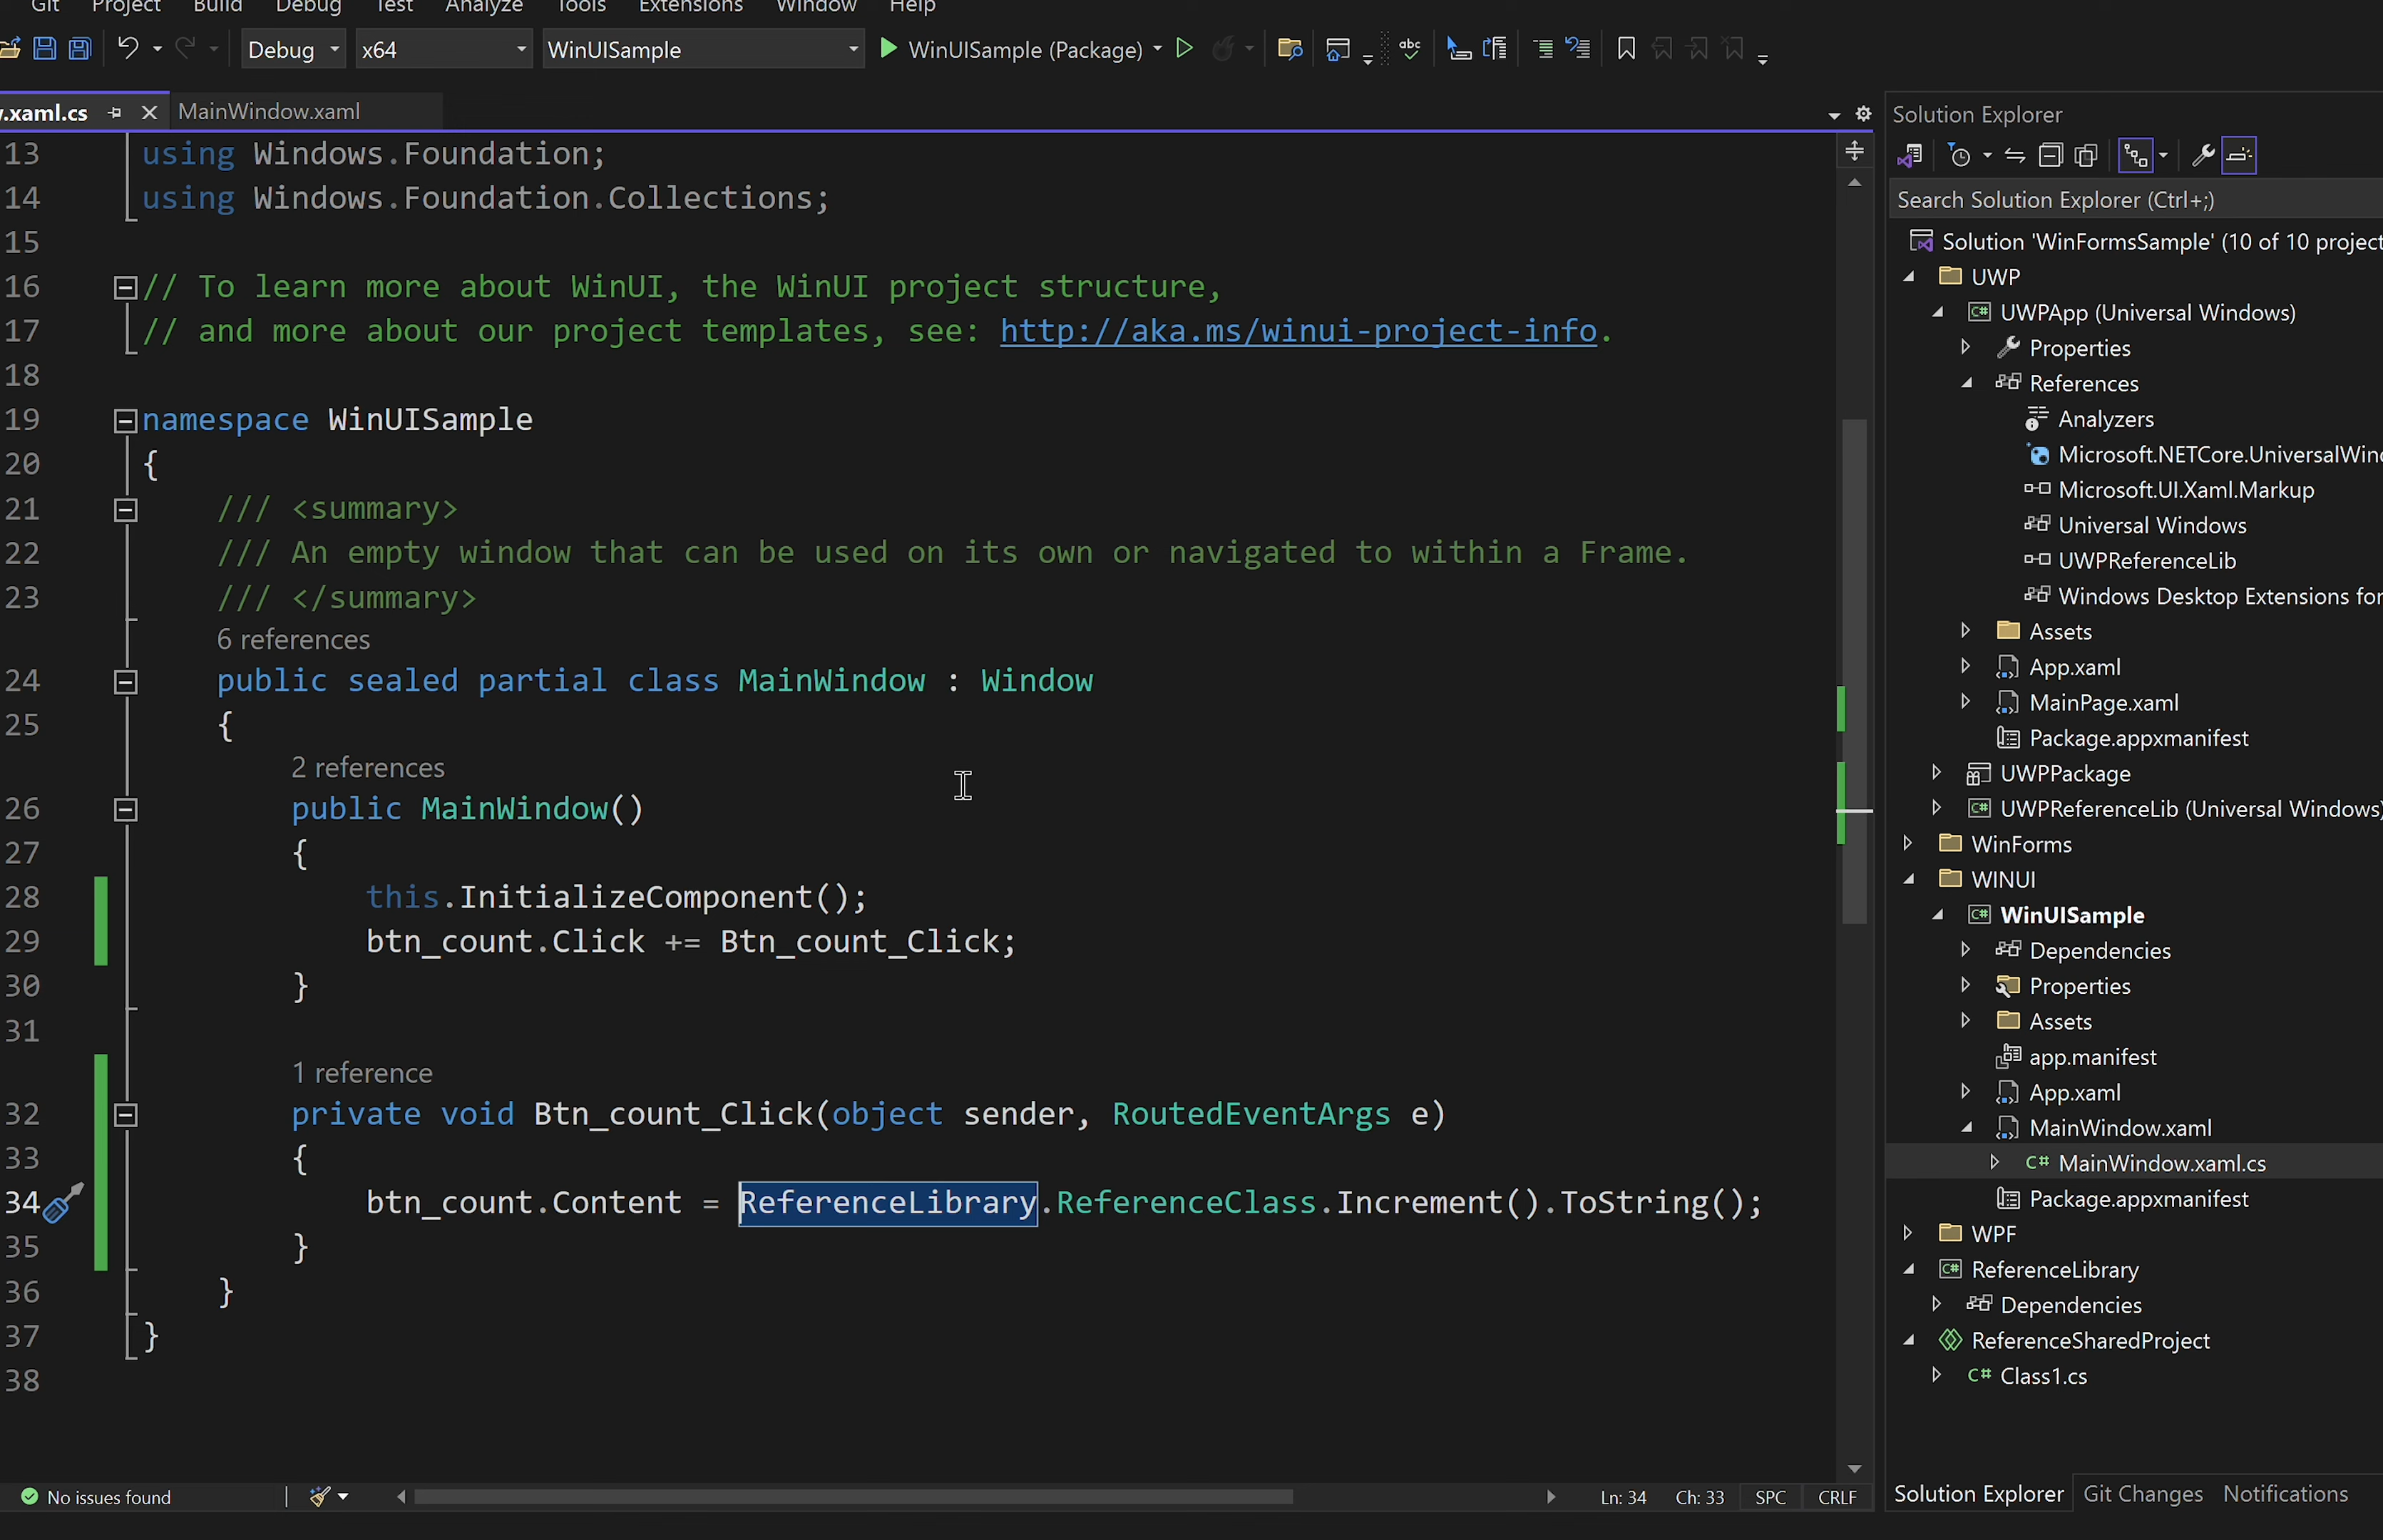 Git Project Build Debug Test Analyze Tools Extensions Window Help
Debug x64 WinUISample WinUISample (Package)
.xaml.cs MainWindow.xaml
13 using Windows.Foundation;
14 using Windows.Foundation.Collections;
15
16 // To learn more about WinUI, the WinUI project structure,
17 // and more about our project templates, see: http://aka.ms/winui-project-info.
18
19 namespace WinUISample
20 {
21 /// <summary>
22 /// An empty window that can be used on its own or navigated to within a Frame.
23 /// </summary>
6 references
24 public sealed partial class MainWindow : Window
25 {
2 references
26 public MainWindow()
27 {
28 this.InitializeComponent();
29 btn_count.Click += Btn_count_Click;
30 }
31
1 reference
32 private void Btn_count_Click(object sender, RoutedEventArgs e)
33 {
34 btn_count.Content = ReferenceLibrary.ReferenceClass.Increment().ToString();
35 }
36 }
37 }
38
No issues found Ln: 34 Ch: 33 SPC CRLF
Solution Explorer
Search Solution Explorer (Ctrl+;)
Solution 'WinFormsSample' (10 of 10 project
UWP
UWPApp (Universal Windows)
Properties
References
Analyzers
Microsoft.NETCore.UniversalWin
Microsoft.UI.Xaml.Markup
Universal Windows
UWPReferenceLib
Windows Desktop Extensions for
Assets
App.xaml
MainPage.xaml
Package.appxmanifest
UWPPackage
UWPReferenceLib (Universal Windows)
WinForms
WINUI
WinUISample
Dependencies
Properties
Assets
app.manifest
App.xaml
MainWindow.xaml
C# MainWindow.xaml.cs
Package.appxmanifest
WPF
ReferenceLibrary
Dependencies
ReferenceSharedProject
C# Class1.cs
Solution Explorer Git Changes Notifications